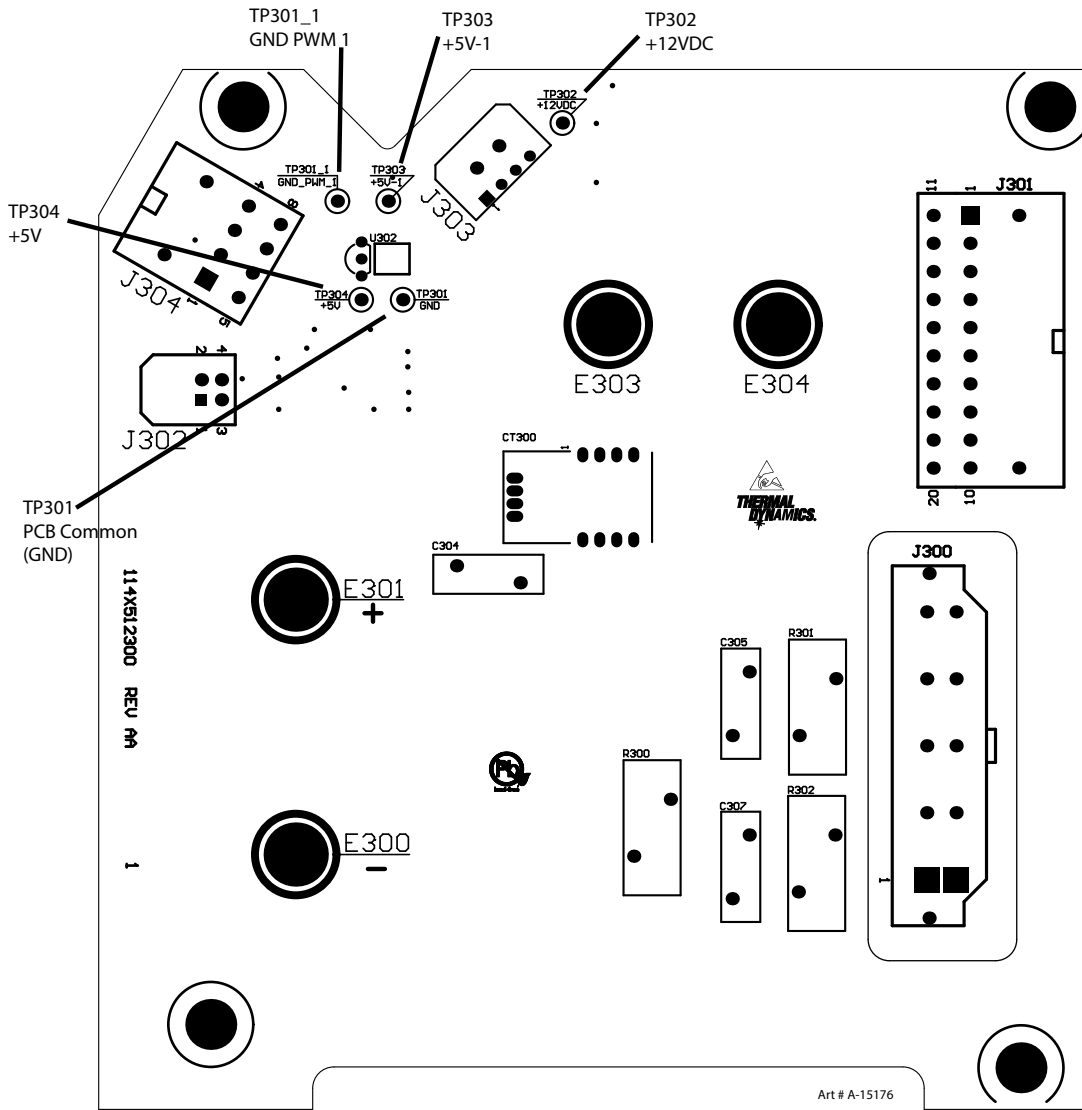 TP301_1
GND PWM 1
TP303
+5V-1
TP302
+12VDC
TP302
+12VDC
TP301_1
GND_PWM_1
TP303
+5V-1
J303
1
7
8
J304
1
5
TP304
+5V
U302
TP304
+5V
TP301
GND
11
1
J301
20
10
E303
E304
2
4
J302
1
3
CT300
1
THERMAL
DYNAMICS.
TP301
PCB Common
(GND)
C304
J300
1
E301
+
114X512300 REV AA
1
C305
R301
R300
Pb
C307
R302
E300
-
Art # A-15176